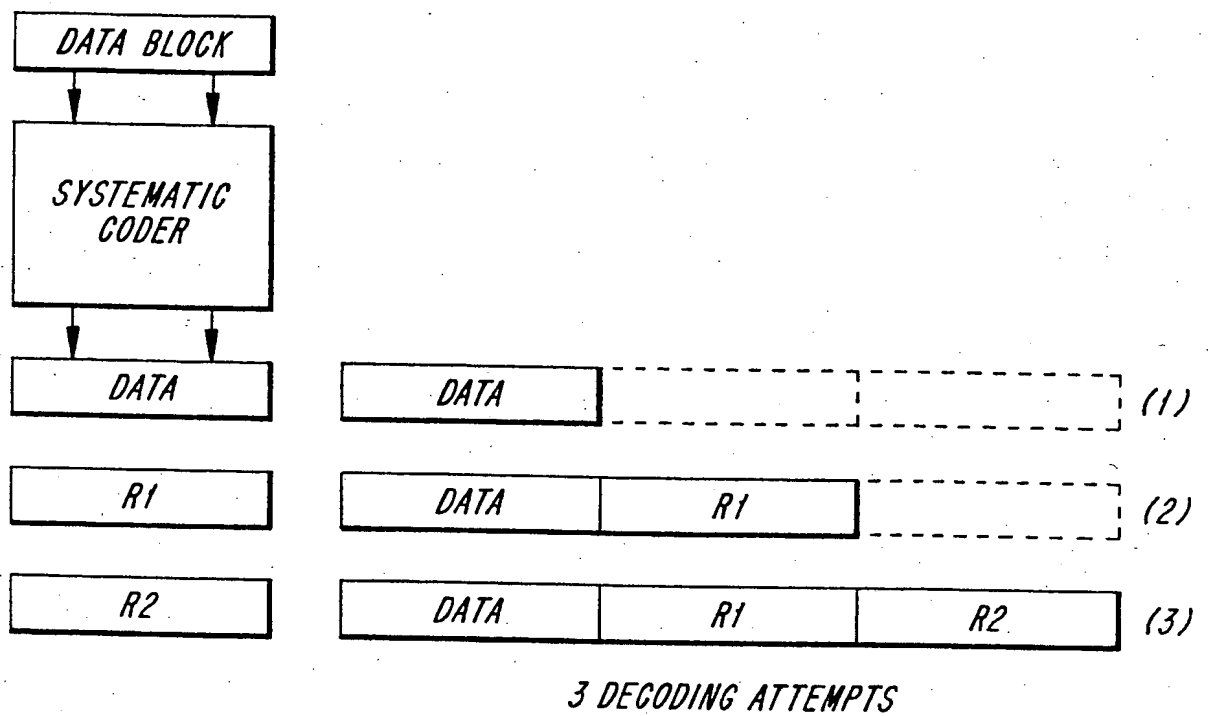 DATA BLOCK
SYSTEMATIC
CODER
DATA
DATA
(1)
R1
DATA
R1
(2)
R2
DATA
R1
R2
(3)
3 DECODING ATTEMPTS